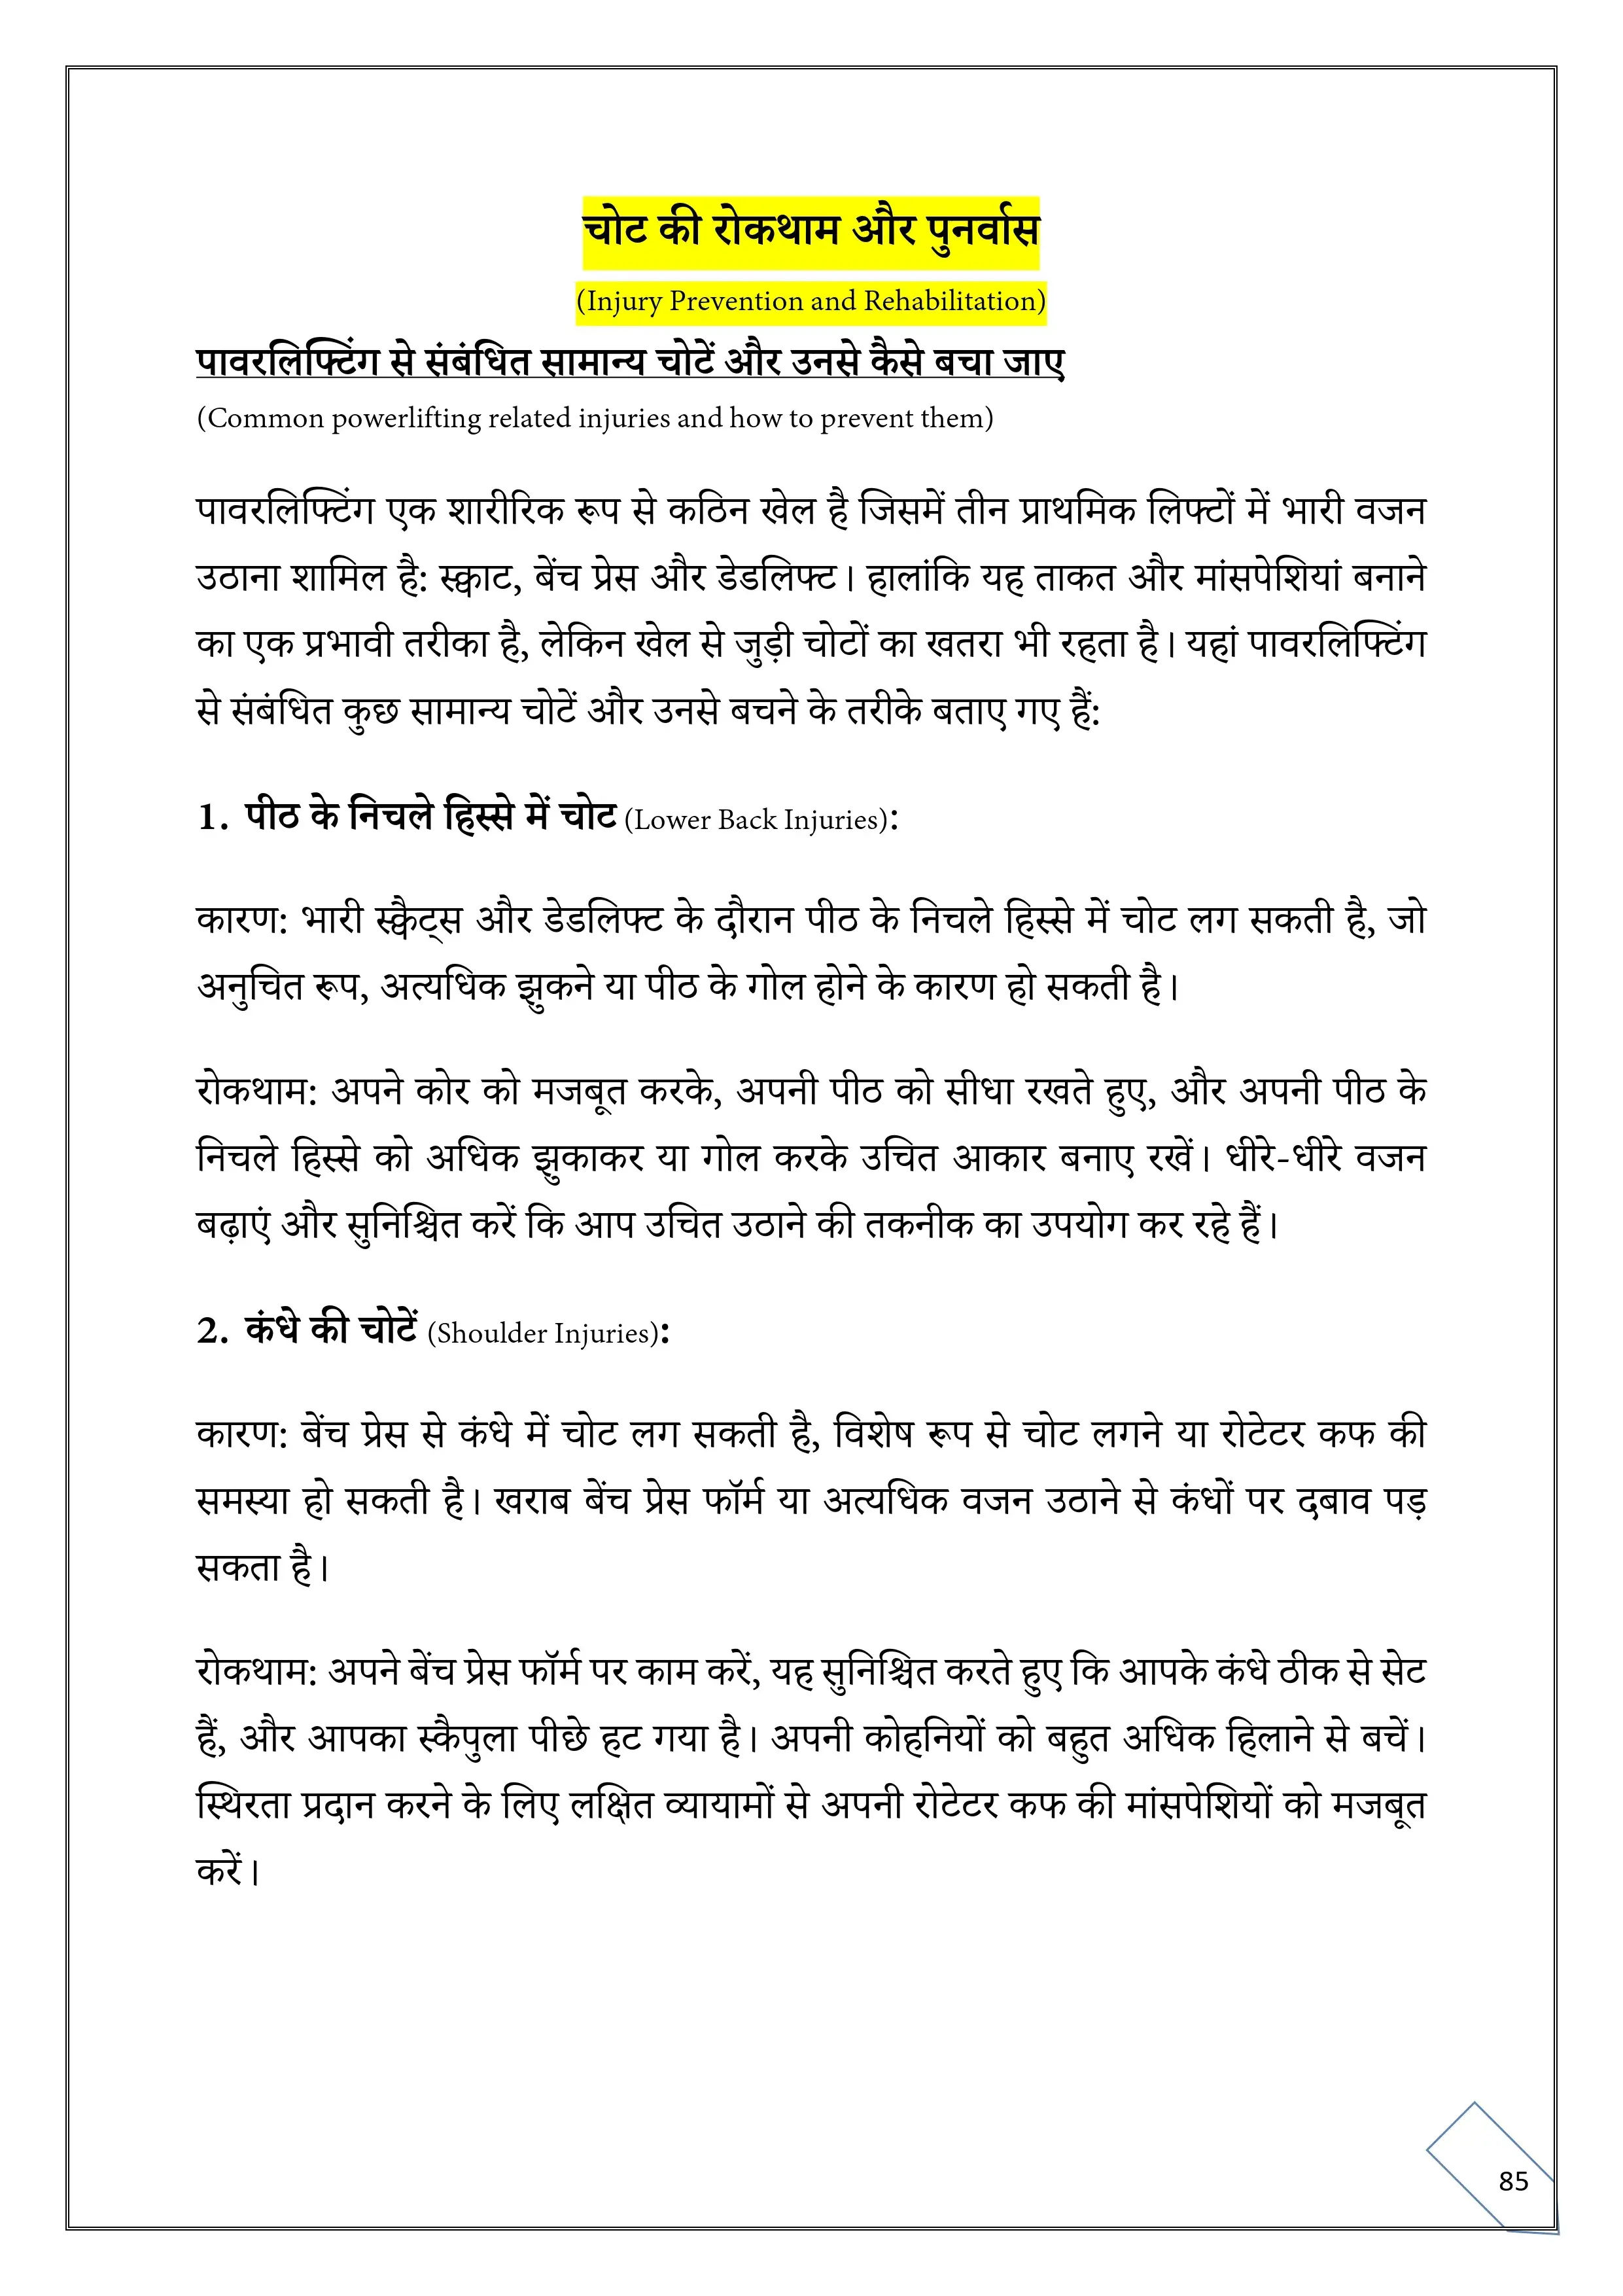 चोट की रोकथाम और पुनर्वास
(Injury Prevention and Rehabilitation)
पावरलिफ्टिंग से संबंधित सामान्य चोटें और उनसे कैसे बचा जाए
(Common powerlifting related injuries and how to prevent them)
पावरलिफ्टिंग एक शारीरिक रूप से कठिन खेल है जिसमें तीन प्राथमिक लिफ्टों में भारी वजन
उठाना शामिल है: स्क्वाट, बेंच प्रेस और डेडलिफ्ट। हालांकि यह ताकत और मांसपेशियां बनाने
का एक प्रभावी तरीका है, लेकिन खेल से जुड़ी चोटों का खतरा भी रहता है। यहां पावरलिफ्टिंग
से संबंधित कुछ सामान्य चोटें और उनसे बचने के तरीके बताए गए हैं:
1. पीठ के निचले हिस्से में चोट (Lower Back Injuries):
कारण: भारी स्क्वैट्स और डेडलिफ्ट के दौरान पीठ के निचले हिस्से में चोट लग सकती है, जो
अनुचित रूप, अत्यधिक झुकने या पीठ के गोल होने के कारण हो सकती है।
रोकथाम: अपने कोर को मजबूत करके, अपनी पीठ को सीधा रखते हुए, और अपनी पीठ के
निचले हिस्से को अधिक झुकाकर या गोल करके उचित आकार बनाए रखें। धीरे-धीरे वजन
बढ़ाएं और सुनिश्चित करें कि आप उचित उठाने की तकनीक का उपयोग कर रहे हैं।
2. कंधे की चोटें (Shoulder Injuries):
कारण: बेंच प्रेस से कंधे में चोट लग सकती है, विशेष रूप से चोट लगने या रोटेटर कफ की
समस्या हो सकती है। खराब बेंच प्रेस फॉर्म या अत्यधिक वजन उठाने से कंधों पर दबाव पड़
सकता है।
रोकथाम: अपने बेंच प्रेस फॉर्म पर काम करें, यह सुनिश्चित करते हुए कि आपके कंधे ठीक से सेट
हैं, और आपका स्कैपुला पीछे हट गया है। अपनी कोहनियों को बहुत अधिक हिलाने से बचें।
स्थिरता प्रदान करने के लिए लक्षित व्यायामों से अपनी रोटेटर कफ की मांसपेशियों को मजबूत
करें।
85